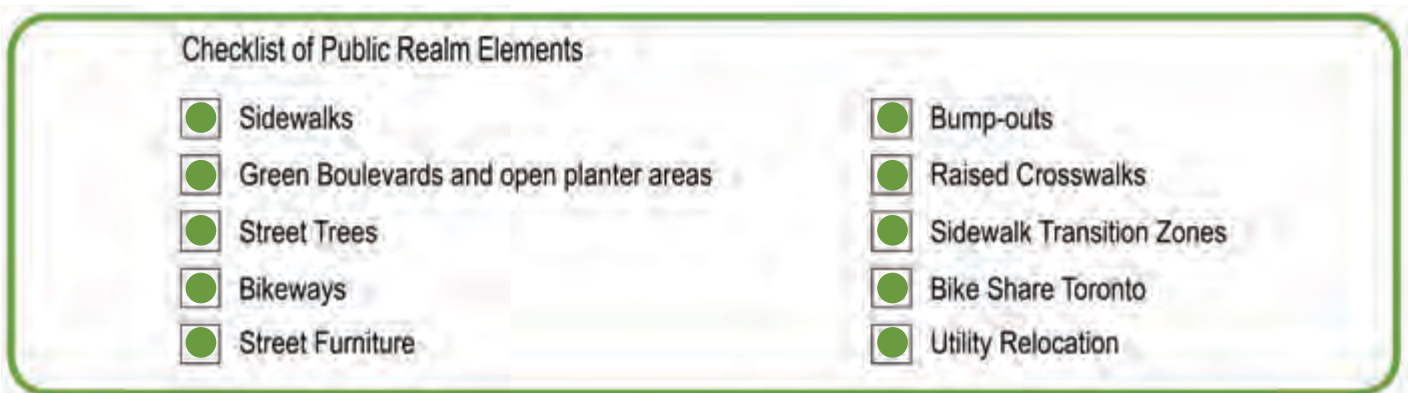 Checklist of Public Realm Elements
Sidewalks
Green Boulevards and open planter areas
Street Trees
Bikeways
Street Furniture
Bump-outs
Raised Crosswalks
Sidewalk Transition Zones
Bike Share Toronto
Utility Relocation